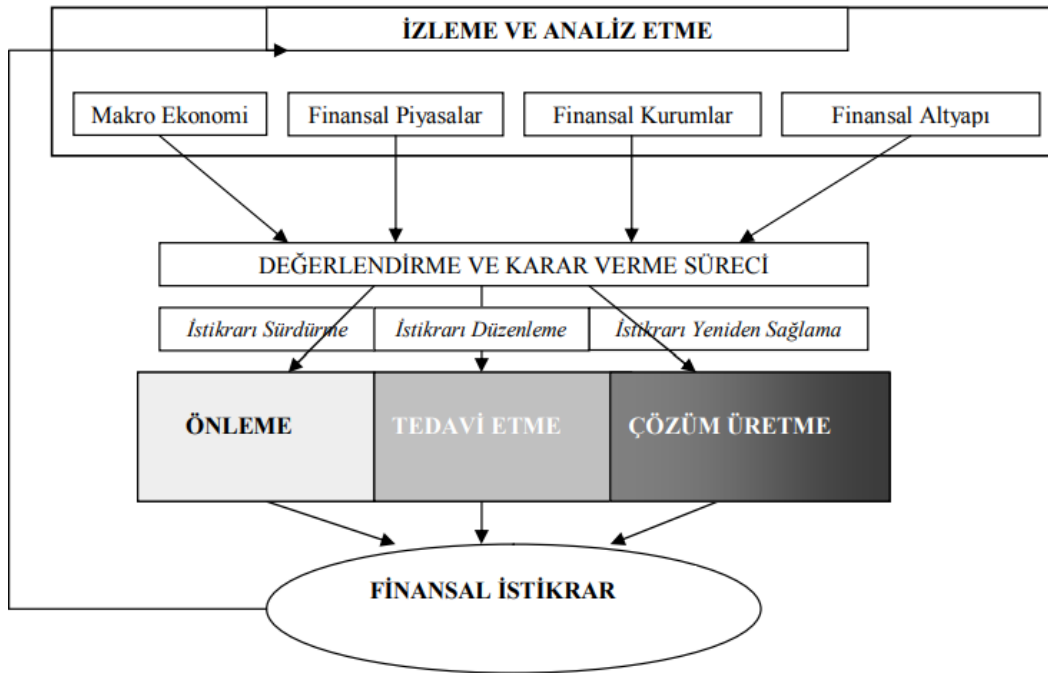 İZLEME VE ANALİZ ETME
Makro Ekonomi
Finansal Piyasalar
Finansal Kurumlar
Finansal Altyapı
DEĞERLENDİRME VE KARAR VERME SÜRECİ
İstikrarı Sürdürme
İstikrarı Düzenleme
İstikrarı Yeniden Sağlama
ÖNLEME
TEDAVİ ETME
ÇÖZÜM ÜRETME
FİNANSAL İSTİKRAR